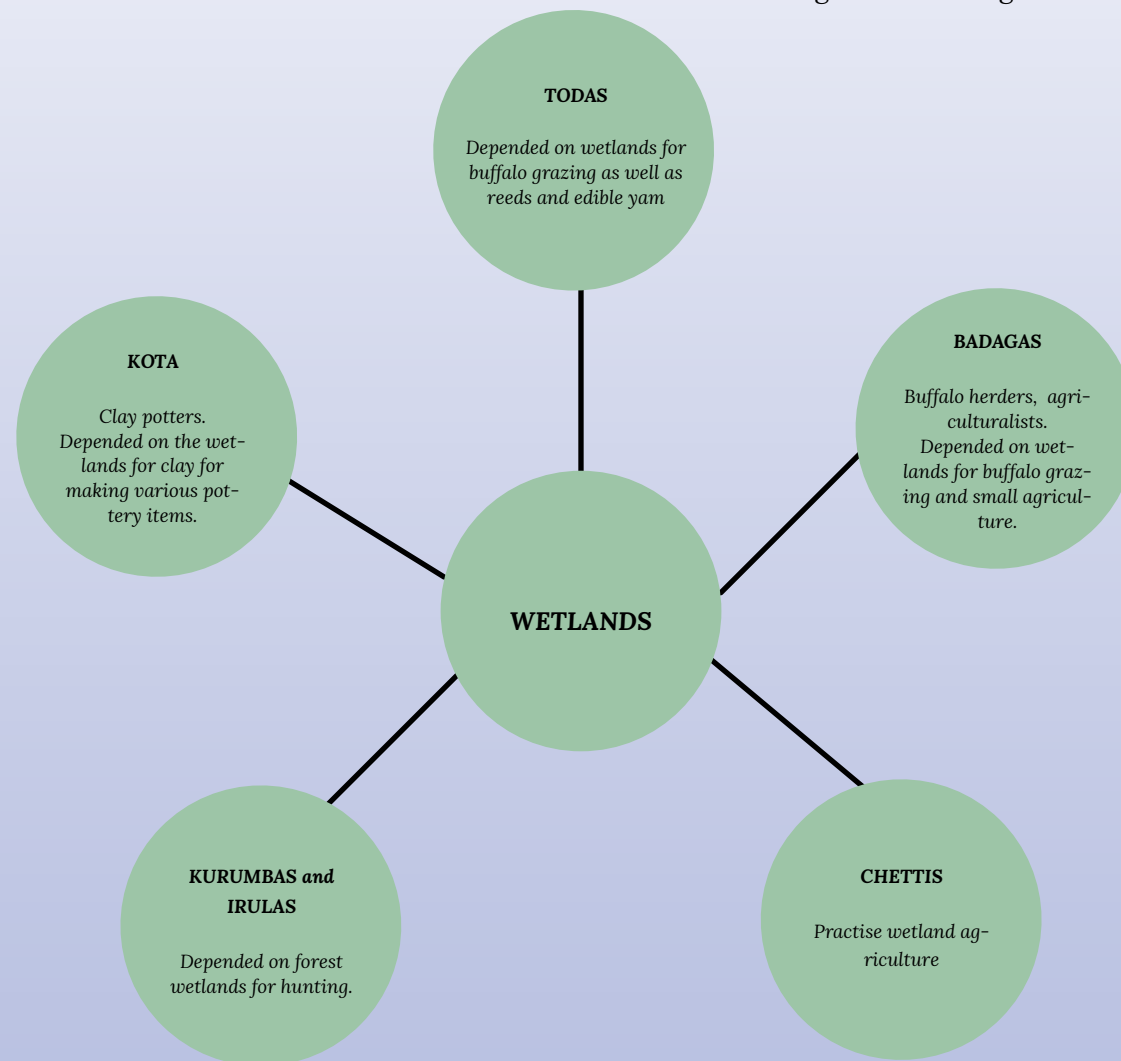 TODAS
Depended on wetlands for
buffalo grazing as well as
reeds and edible yam
KOTA
Clay potters.
Depended on the wet-
lands for clay for
making various pot-
tery items.
BADAGAS
Buffalo herders, agri-
culturalists.
Depended on wet-
lands for buffalo graz-
ing and small agricul-
ture.
WETLANDS
KURUMBAS and
IRULAS
Depended on forest
wetlands for hunting.
CHETTIS
Practise wetland ag-
riculture